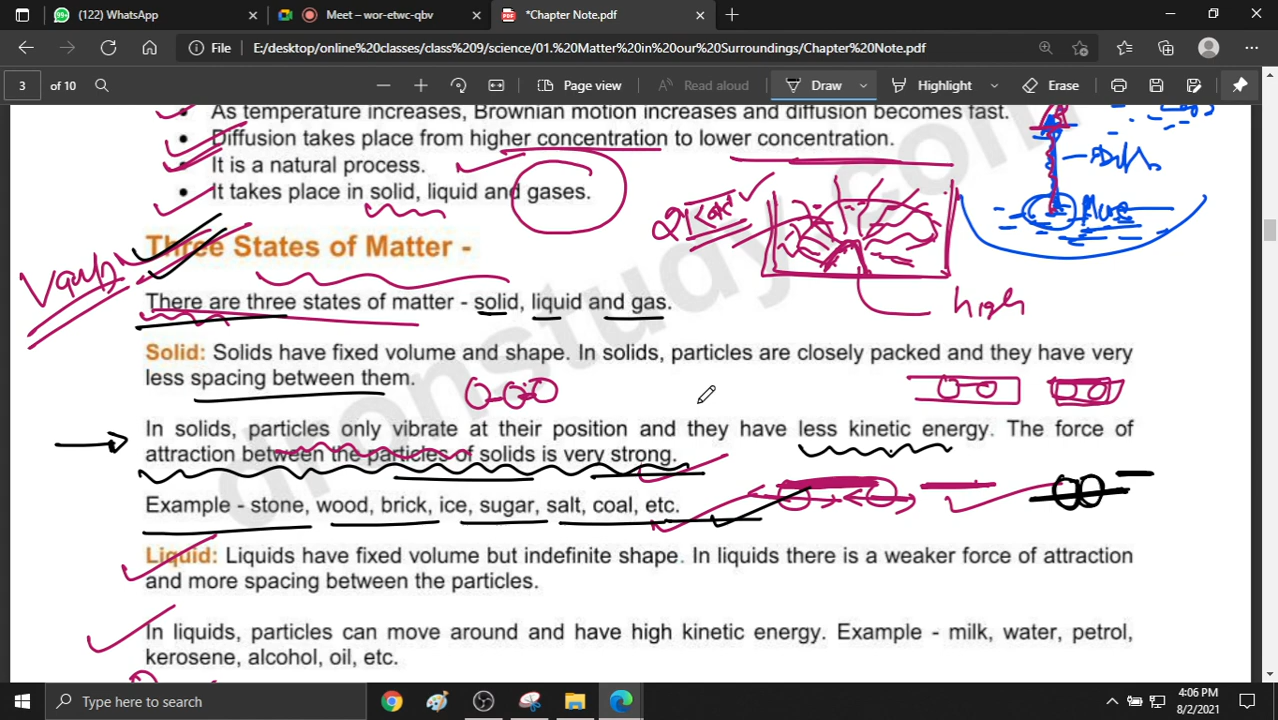 (122) WhatsApp
Meet – wor-etwc-qbv
*Chapter Note.pdf
File
E:/desktop/online%20classes/class%209/science/01.%20Matter%20in%20our%20Surroundings/Chapter%20Note.pdf
3 of 10
Page view
Read aloud
Draw
Highlight
Erase
As temperature increases, Brownian motion increases and diffusion becomes fast.
Diffusion takes place from higher concentration to lower concentration.
It is a natural process.
It takes place in solid, liquid and gases.
Three States of Matter -
high
There are three states of matter - solid, liquid and gas.
Solid: Solids have fixed volume and shape. In solids, particles are closely packed and they have very
less spacing between them.
In solids, particles only vibrate at their position and they have less kinetic energy. The force of
attraction between the particles of solids is very strong.
Example - stone, wood, brick, ice, sugar, salt, coal, etc.
Liquid: Liquids have fixed volume but indefinite shape. In liquids there is a weaker force of attraction
and more spacing between the particles.
In liquids, particles can move around and have high kinetic energy. Example - milk, water, petrol,
kerosene, alcohol, oil, etc.
Type here to search
4:06 PM
8/2/2021